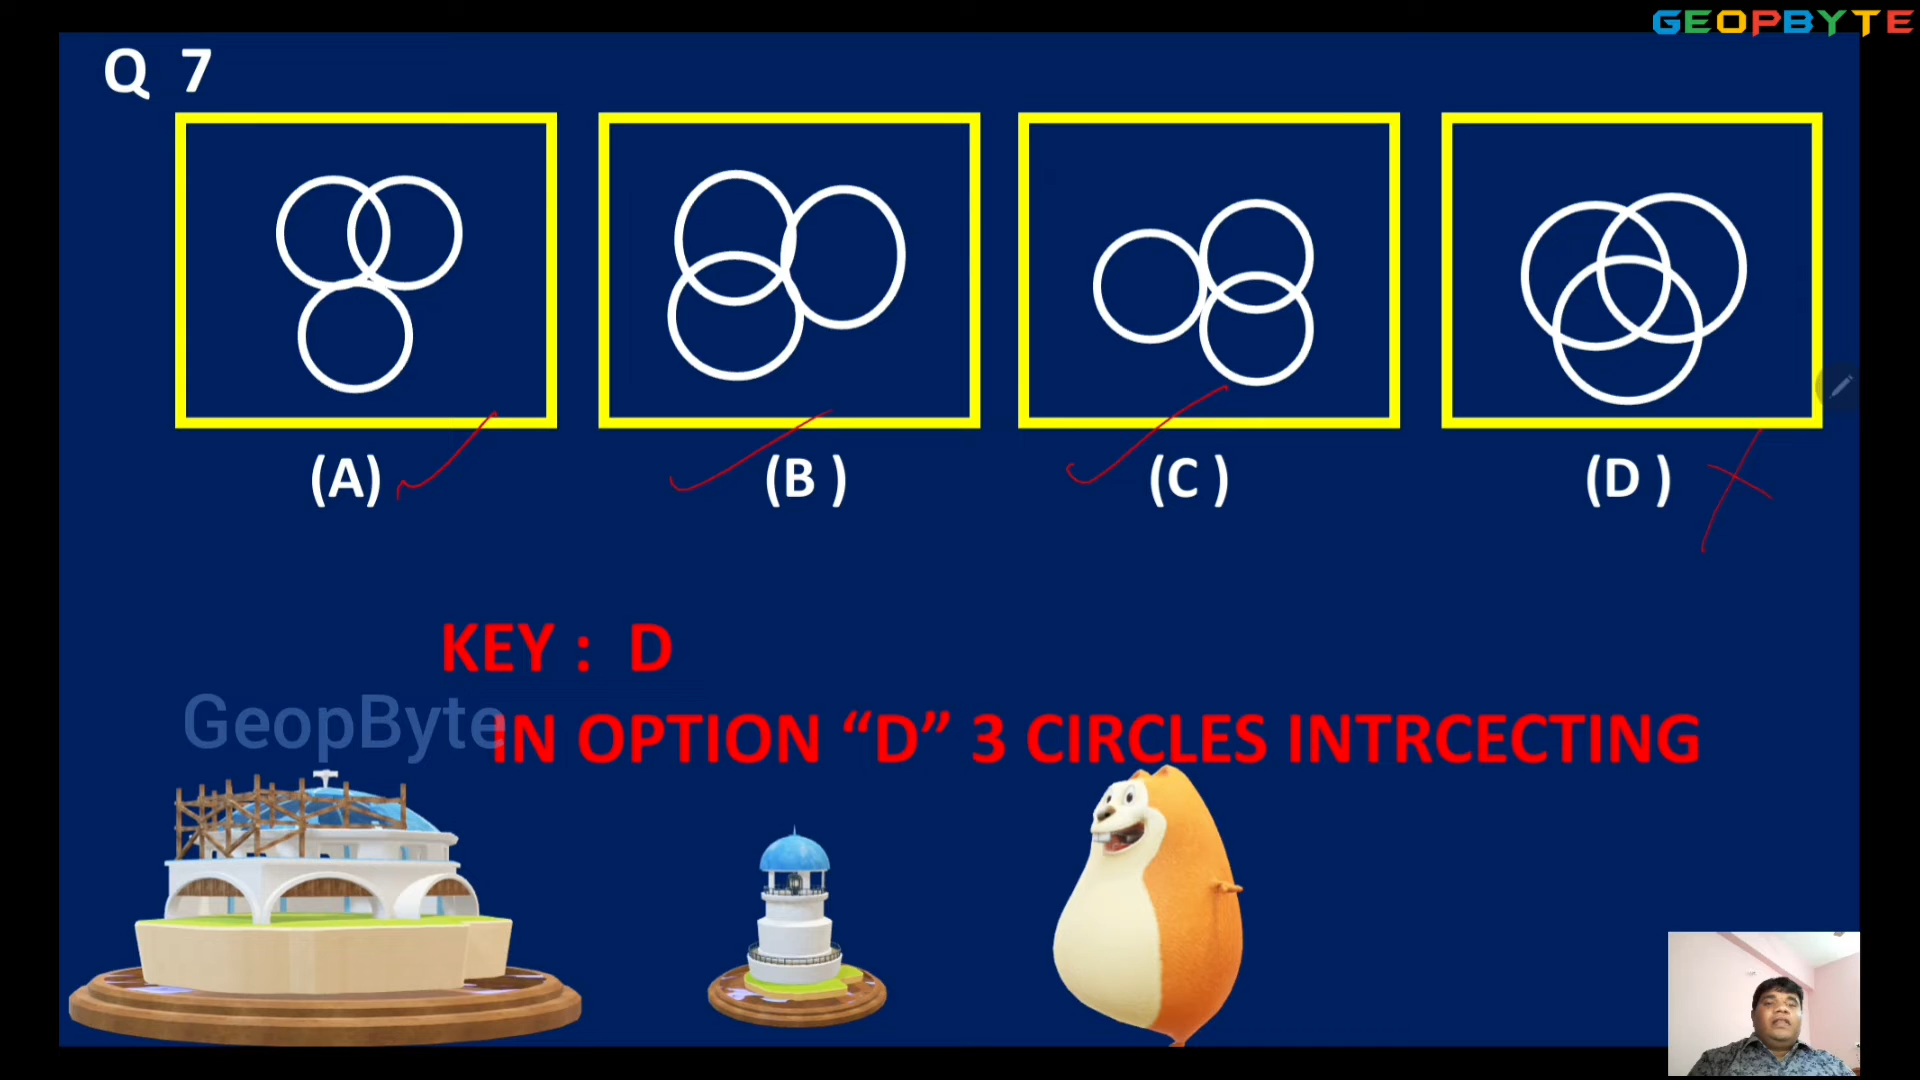 GEOPBYTE
Q 7
(A) (B ) (C ) (D )
KEY : D
GeopByte
IN OPTION “D” 3 CIRCLES INTRCECTING